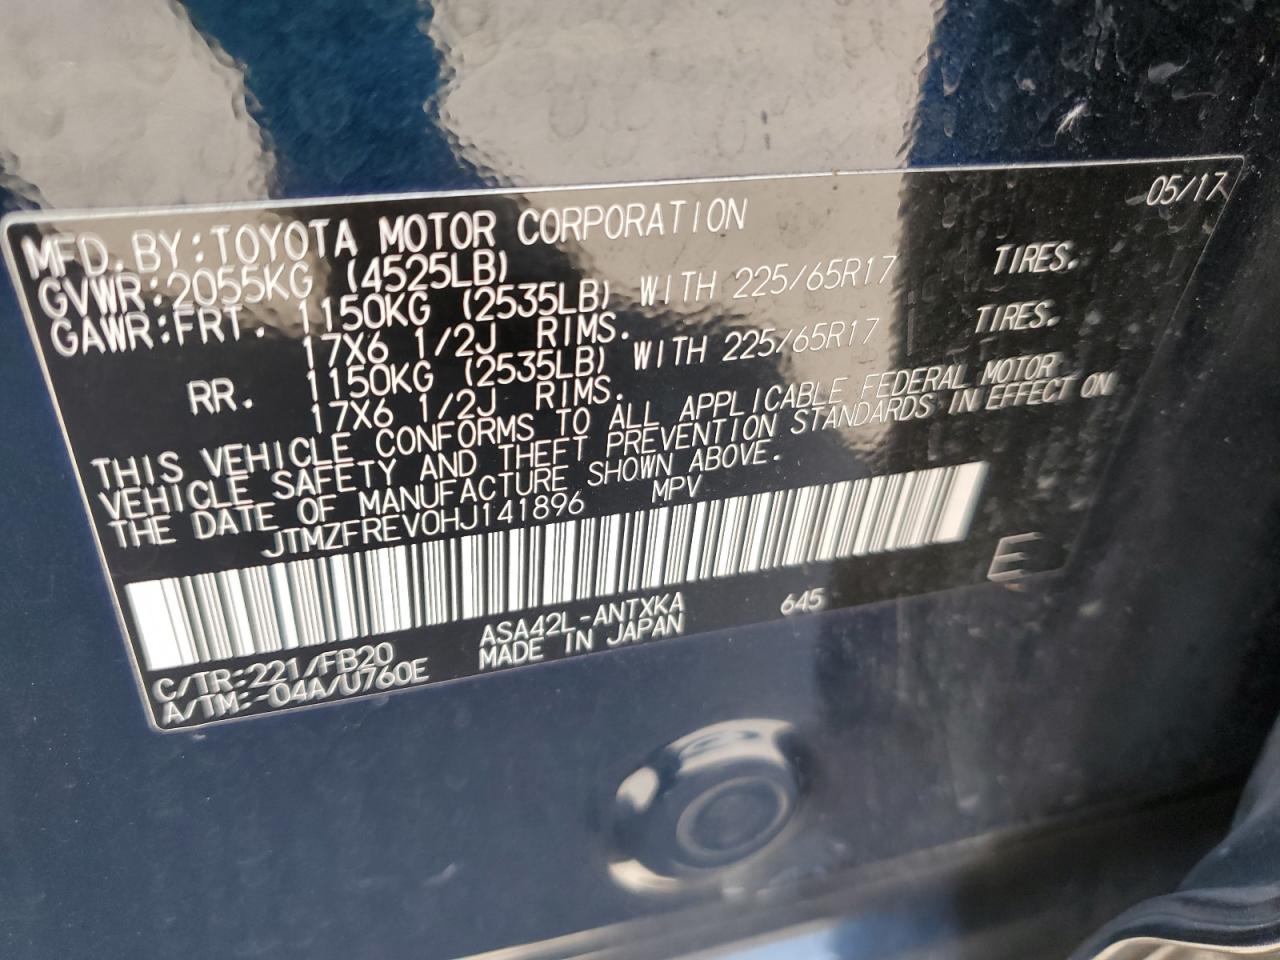 05/17
MFD.BY:TOYOTA MOTOR CORPORATION
GVWR:2055KG (4525LB)
GAWR:FRT. 1150KG (2535LB) WITH 225/65R17 TIRES.
17X6 1/2J RIMS.
RR. 1150KG (2535LB) WITH 225/65R17 TIRES.
17X6 1/2J RIMS.
THIS VEHICLE CONFORMS TO ALL APPLICABLE FEDERAL MOTOR
VEHICLE SAFETY AND THEFT PREVENTION STANDARDS IN EFFECT ON
THE DATE OF MANUFACTURE SHOWN ABOVE.
JTMZFREV0HJ141896 MPV
E
C/TR:221/FB20 ASA42L-ANTXKA 645
A/TM:-04A/U760E MADE IN JAPAN